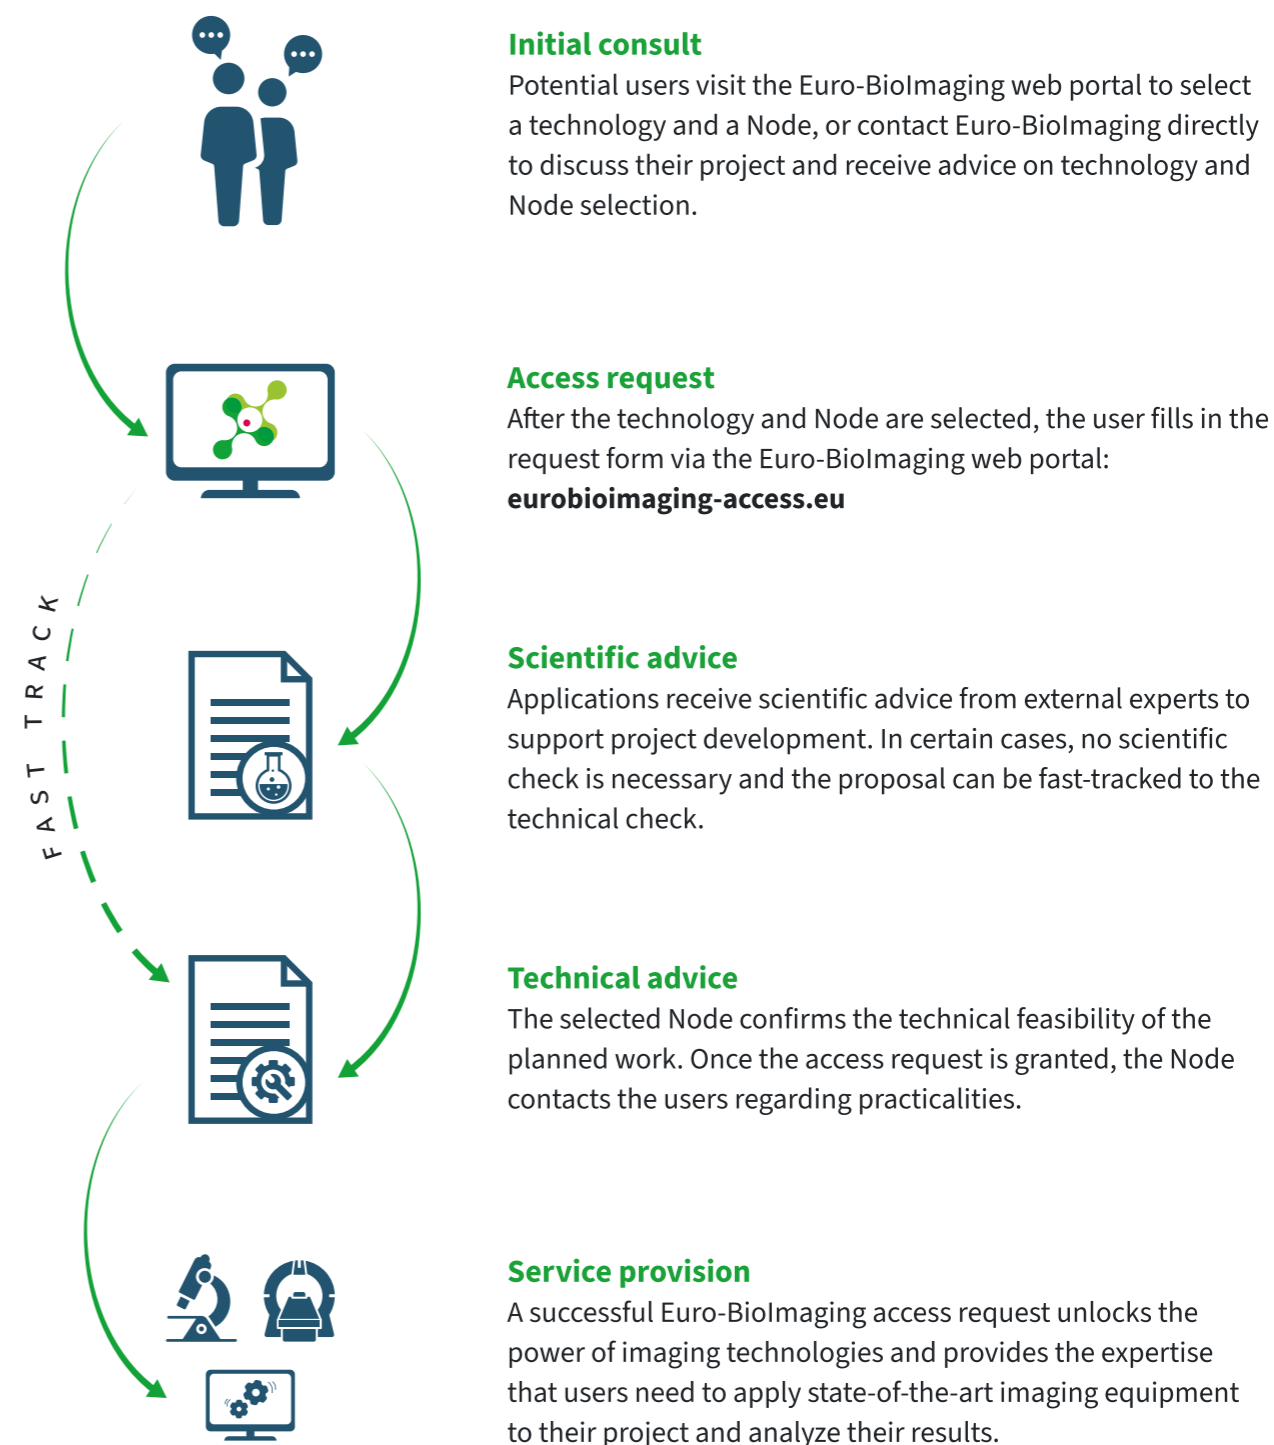 Initial consult
Potential users visit the Euro-BioImaging web portal to select
a technology and a Node, or contact Euro-BioImaging directly
to discuss their project and receive advice on technology and
Node selection.
Access request
After the technology and Node are selected, the user fills in the
request form via the Euro-BioImaging web portal:
eurobioimaging-access.eu
FAST TRACK
Scientific advice
Applications receive scientific advice from external experts to
support project development. In certain cases, no scientific
check is necessary and the proposal can be fast-tracked to the
technical check.
Technical advice
The selected Node confirms the technical feasibility of the
planned work. Once the access request is granted, the Node
contacts the users regarding practicalities.
Service provision
A successful Euro-BioImaging access request unlocks the
power of imaging technologies and provides the expertise
that users need to apply state-of-the-art imaging equipment
to their project and analyze their results.